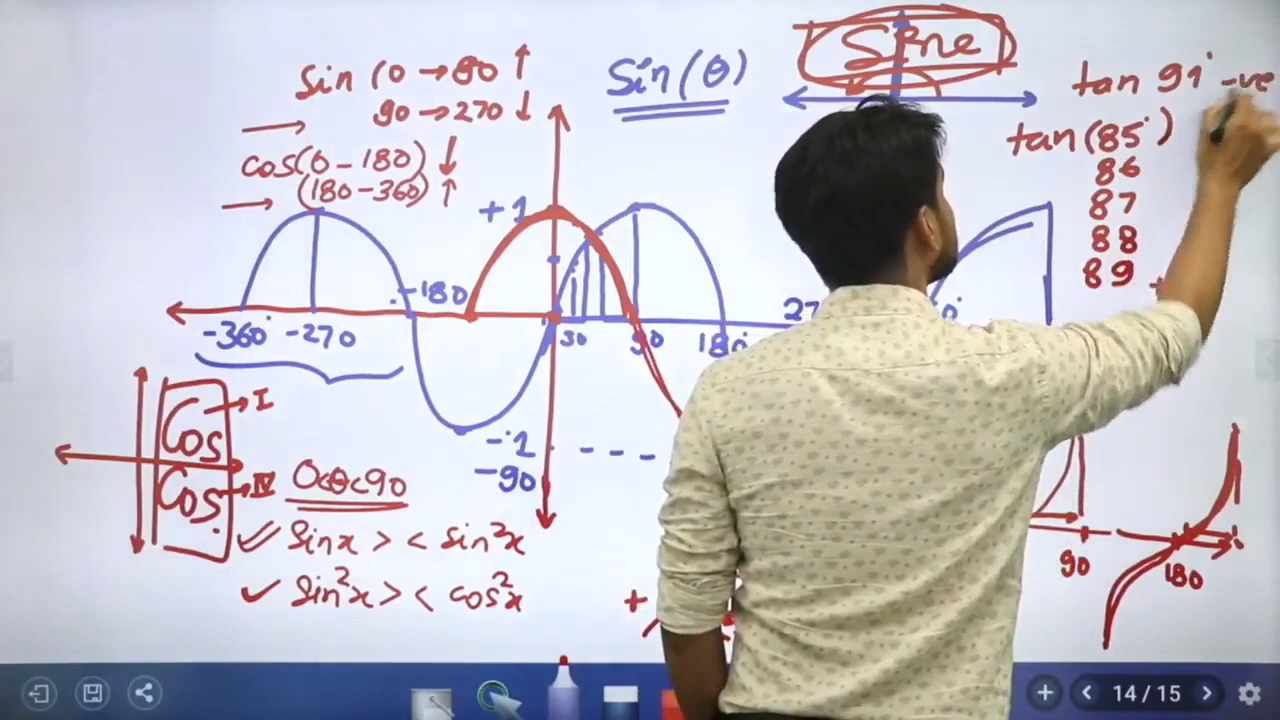 Sin (0 → 90 ↑
90 → 270 ↓
→
cos(0 - 180) ↓
→ (180 - 360) ↑
Sin(θ)
Sine
tan 91° -ve
tan(85°)
86
87
88
89
+1
-180
-360° -270
30 90 180°
27
-1
-90
Cos → I
Cos → IV
0<θ<90
✓ Sinx > < sin²x
✓ Sin²x > < cos²x
+
90 180
14 / 15